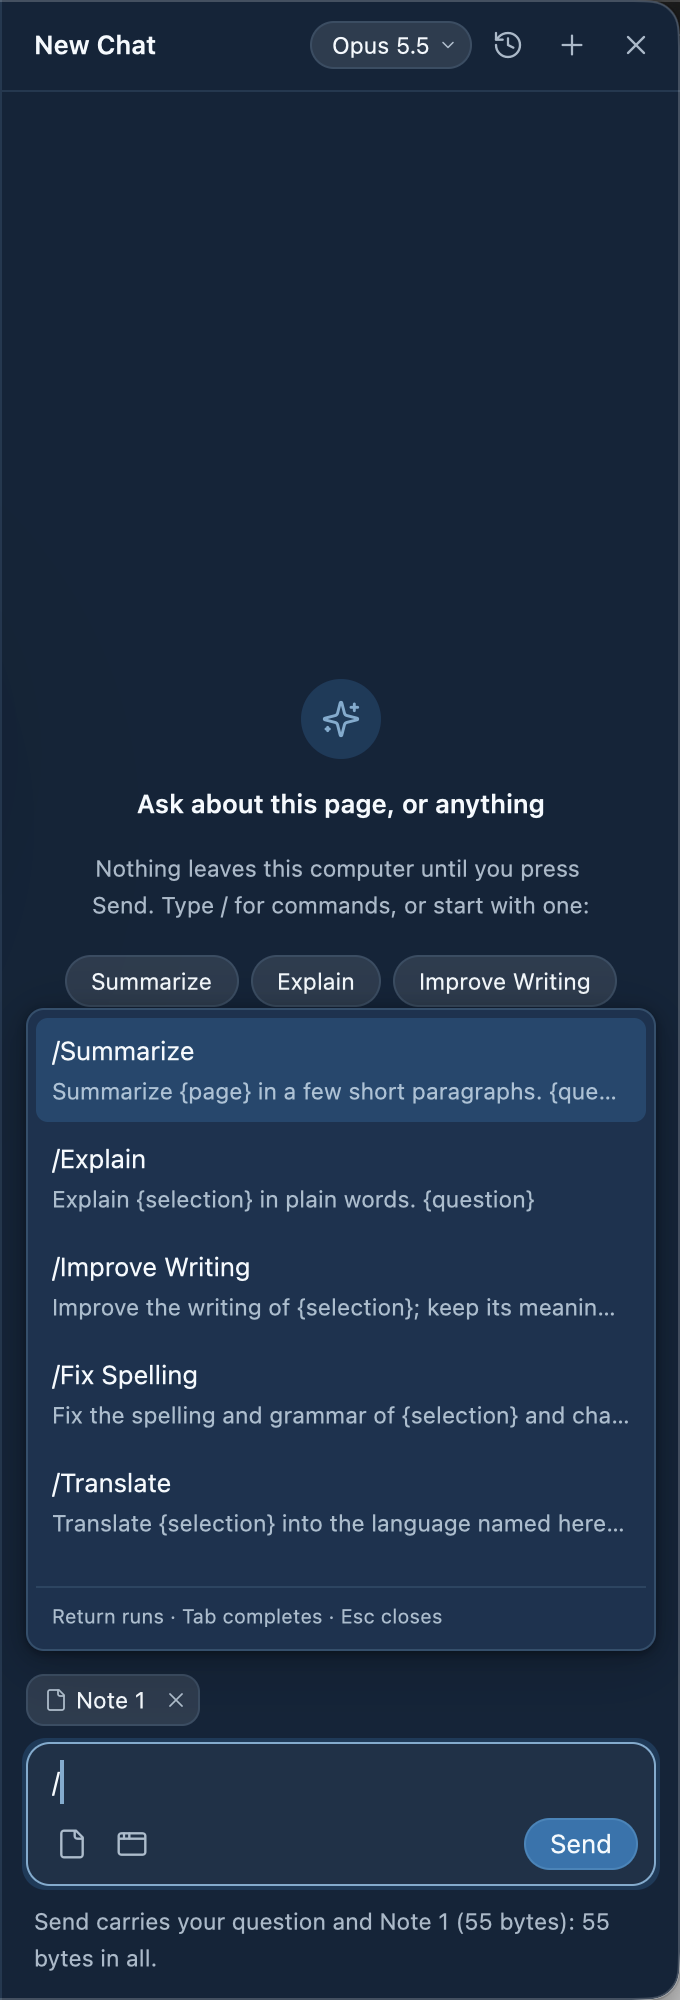 New Chat
Opus 5.5
Ask about this page, or anything
Nothing leaves this computer until you press
Send. Type / for commands, or start with one:
Summarize
Explain
Improve Writing
/Summarize
Summarize {page} in a few short paragraphs. {que...
/Explain
Explain {selection} in plain words. {question}
/Improve Writing
Improve the writing of {selection}; keep its meanin...
/Fix Spelling
Fix the spelling and grammar of {selection} and cha...
/Translate
Translate {selection} into the language named here...
Return runs · Tab completes · Esc closes
Note 1
/
Send
Send carries your question and Note 1 (55 bytes): 55
bytes in all.